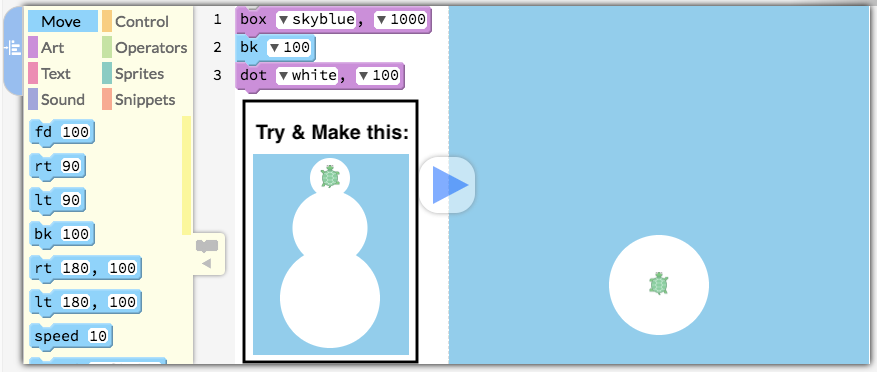 Move Control
Art Operators
Text Sprites
Sound Snippets
fd 100
rt 90
lt 90
bk 100
rt 180, 100
lt 180, 100
speed 10
1 box ▼skyblue, ▼1000
2 bk ▼100
3 dot ▼white, ▼100
Try & Make this: